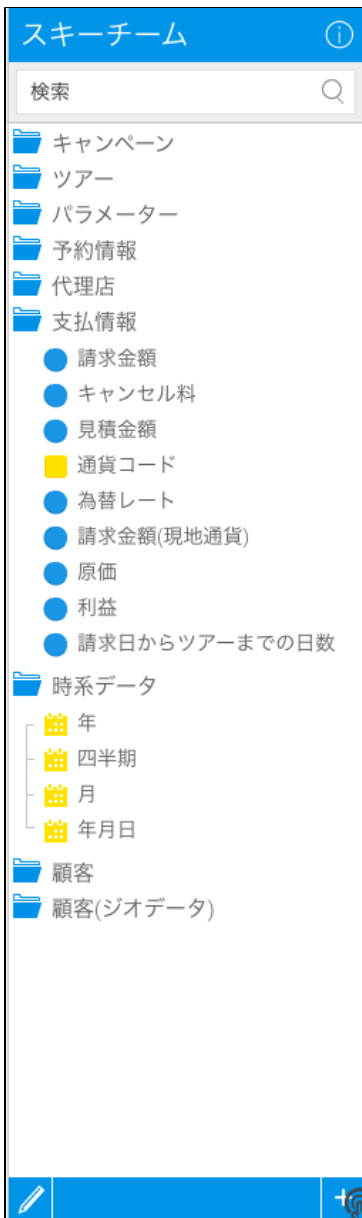 スキーチーム
検索
キャンペーン
ツアー
パラメーター
予約情報
代理店
支払情報
請求金額
キャンセル料
見積金額
通貨コード
為替レート
請求金額(現地通貨)
原価
利益
請求日からツアーまでの日数
時系データ
年
四半期
月
年月日
顧客
顧客(ジオデータ)